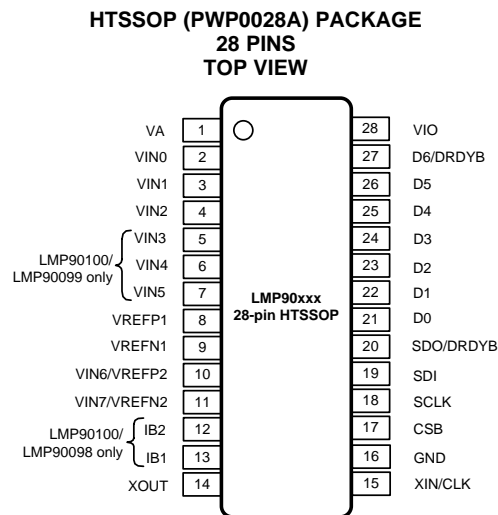 HTSSOP (PWP0028A) PACKAGE
28 PINS
TOP VIEW
VA 1 28 VIO
VIN0 2 27 D6/DRDYB
VIN1 3 26 D5
VIN2 4 25 D4
VIN3 5 24 D3
LMP90100/
LMP90099 only
VIN4 6 23 D2
VIN5 7 22 D1
LMP90xxx
28-pin HTSSOP
VREFP1 8 21 D0
VREFN1 9 20 SDO/DRDYB
VIN6/VREFP2 10 19 SDI
VIN7/VREFN2 11 18 SCLK
LMP90100/
LMP90098 only
IB2 12 17 CSB
IB1 13 16 GND
XOUT 14 15 XIN/CLK